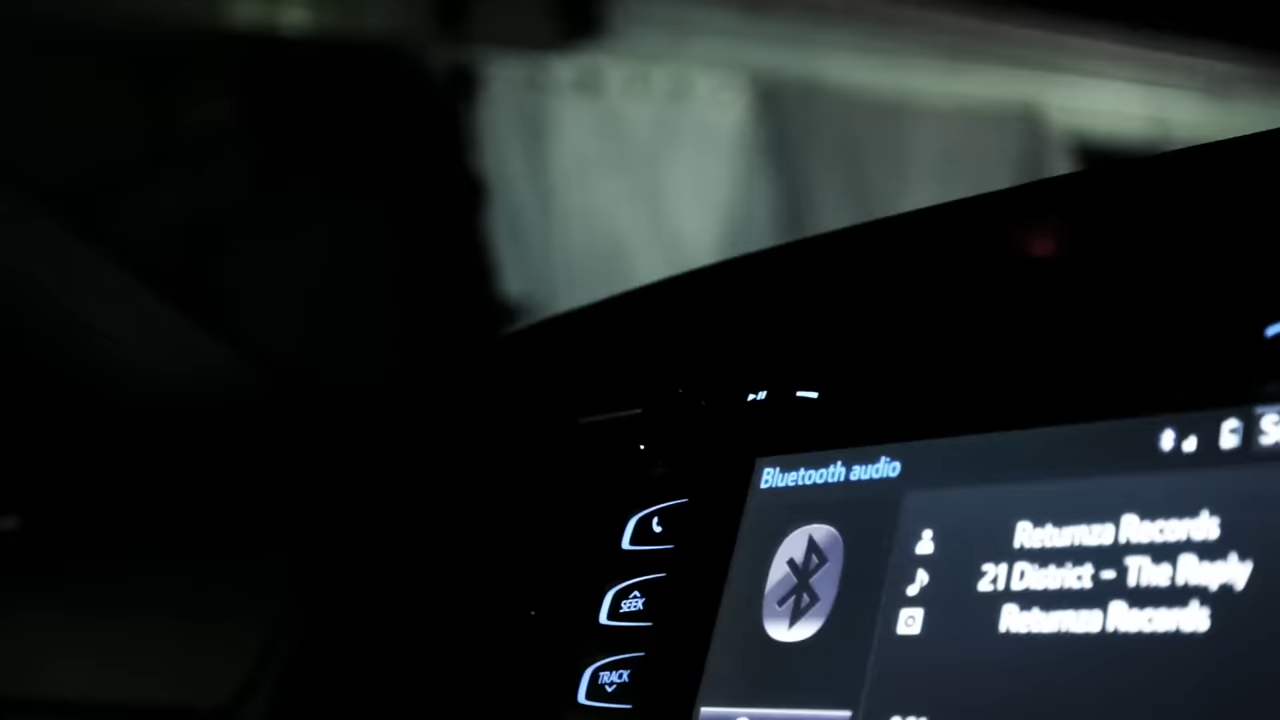 Bluetooth audio
Returnza Records
21 District - The Reply
Returnza Records
SEEK
TRACK